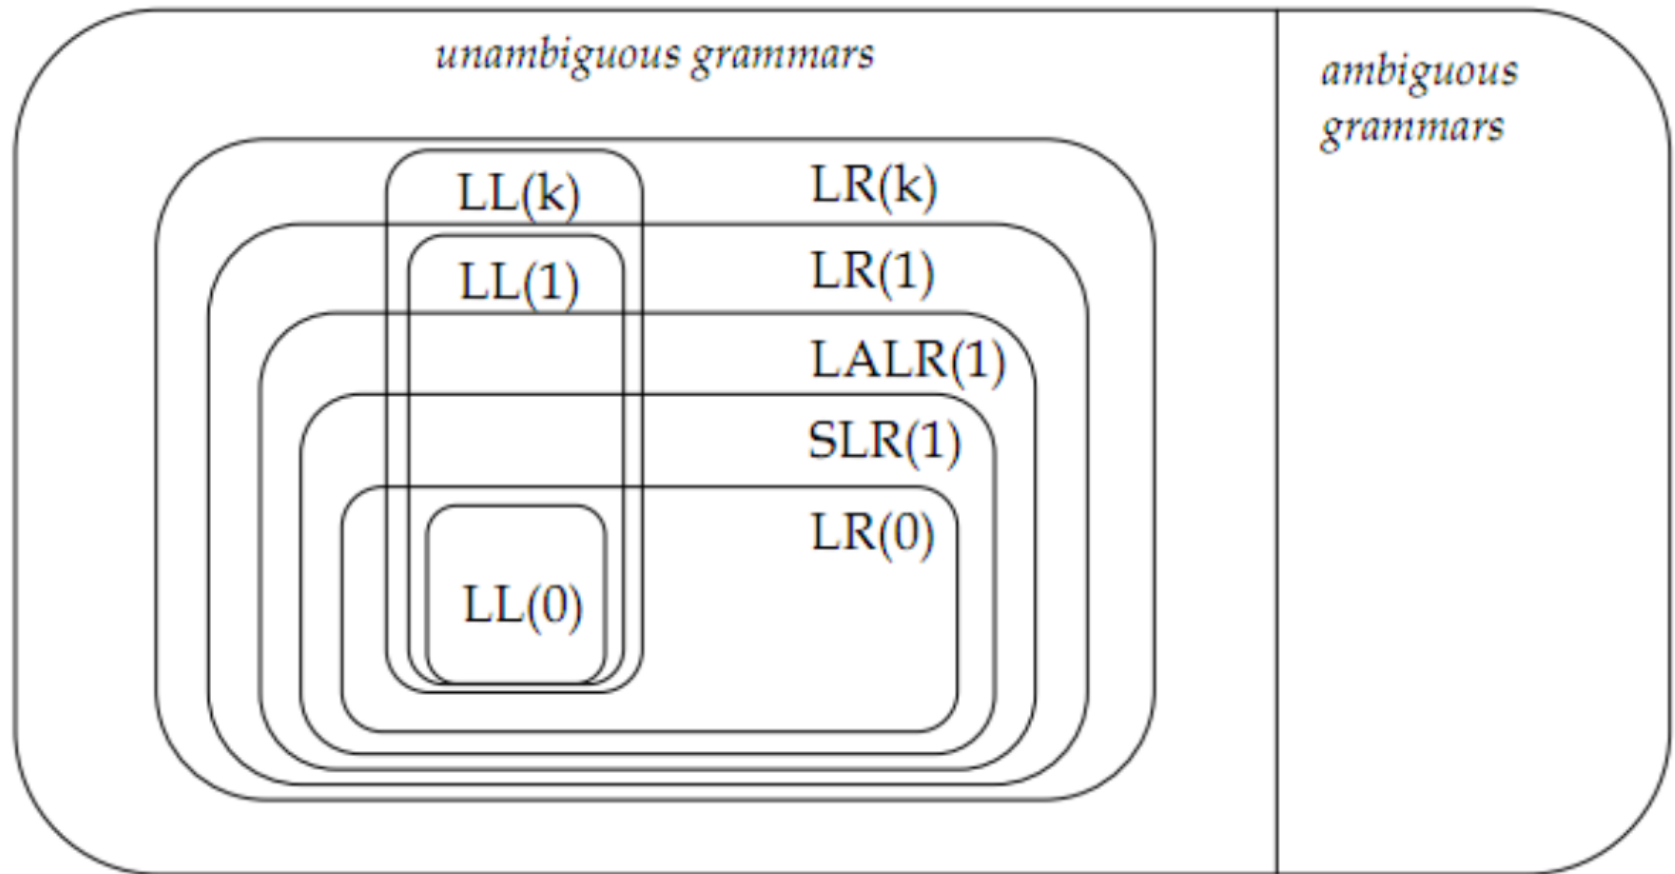 unambiguous grammars
ambiguous
grammars
LL(k)
LR(k)
LL(1)
LR(1)
LALR(1)
SLR(1)
LR(0)
LL(0)